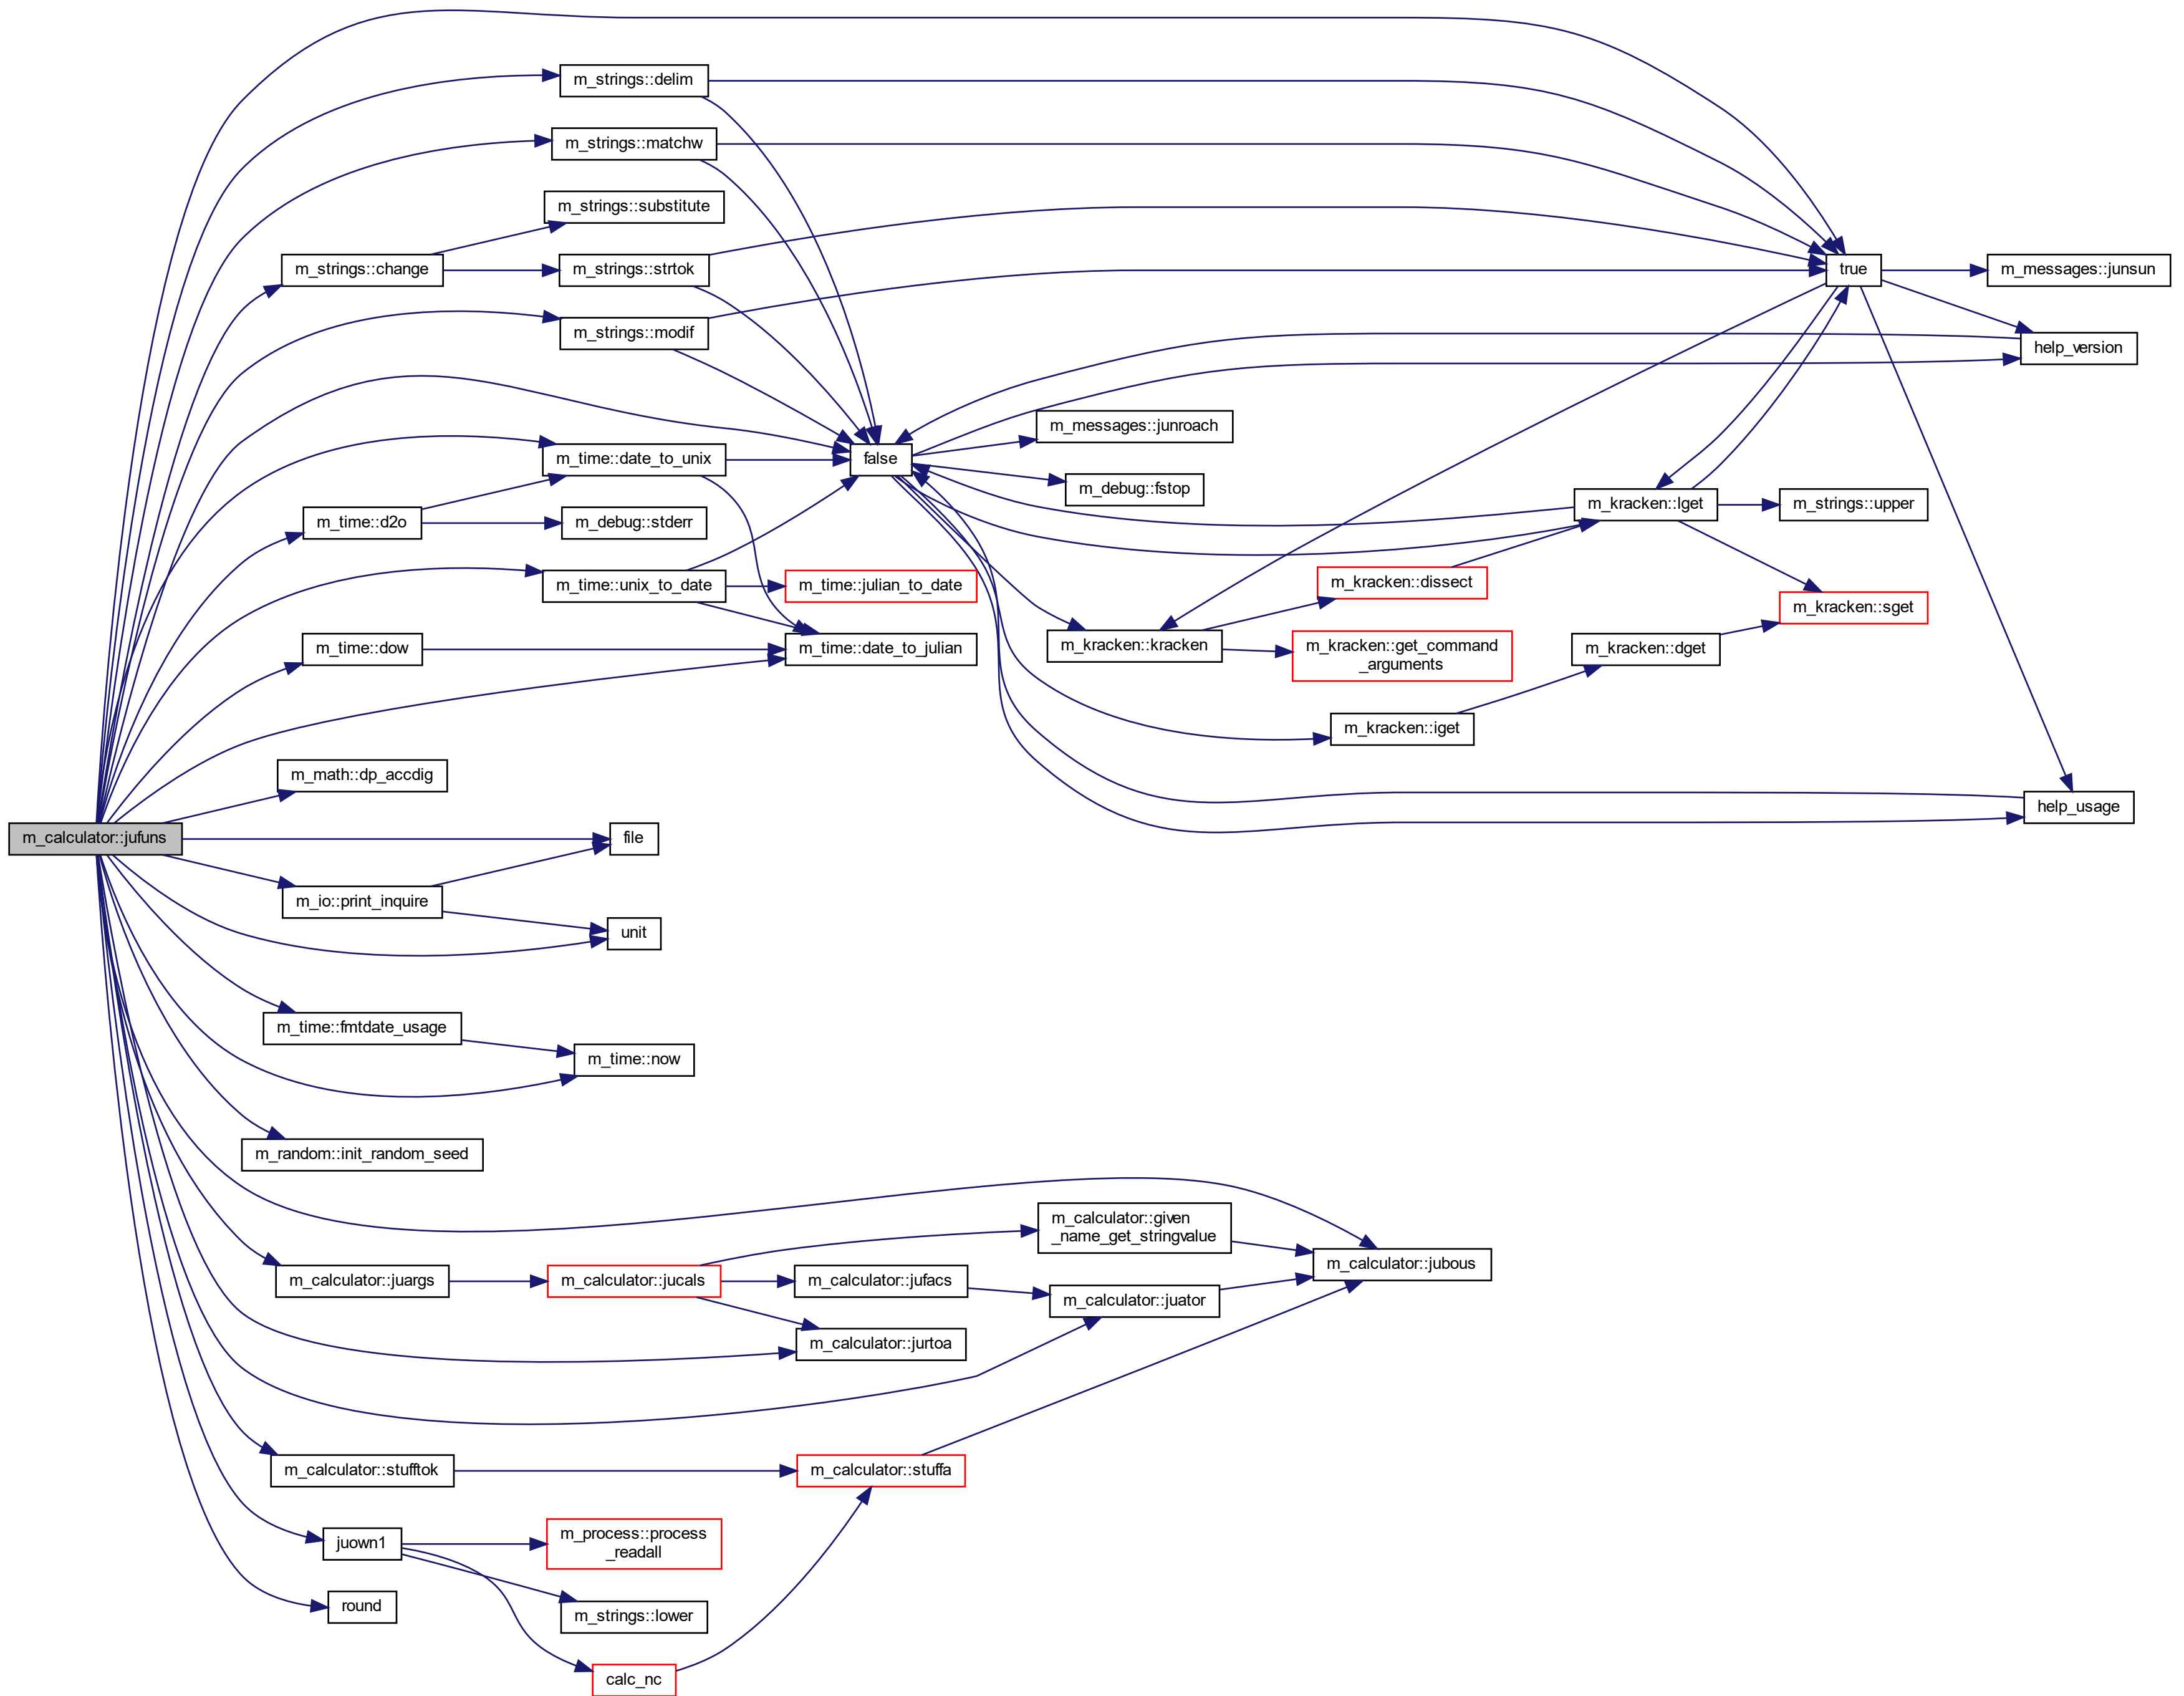 m_strings::delim
m_strings::matchw
m_strings::substitute
m_strings::change
m_strings::strtok
true
m_messages::junsun
m_strings::modif
help_version
m_messages::junroach
m_time::date_to_unix
false
m_debug::fstop
m_kracken::lget
m_strings::upper
m_time::d2o
m_debug::stderr
m_time::unix_to_date
m_time::julian_to_date
m_kracken::dissect
m_kracken::sget
m_time::dow
m_time::date_to_julian
m_kracken::kracken
m_kracken::get_command
_arguments
m_kracken::dget
m_kracken::iget
m_math::dp_accdig
help_usage
m_calculator::jufuns
file
m_io::print_inquire
unit
m_time::fmtdate_usage
m_time::now
m_random::init_random_seed
m_calculator::given
_name_get_stringvalue
m_calculator::jubous
m_calculator::juargs
m_calculator::jucals
m_calculator::jufacs
m_calculator::juator
m_calculator::jurtoa
m_calculator::stufftok
m_calculator::stuffa
juown1
m_process::process
_readall
round
m_strings::lower
calc_nc